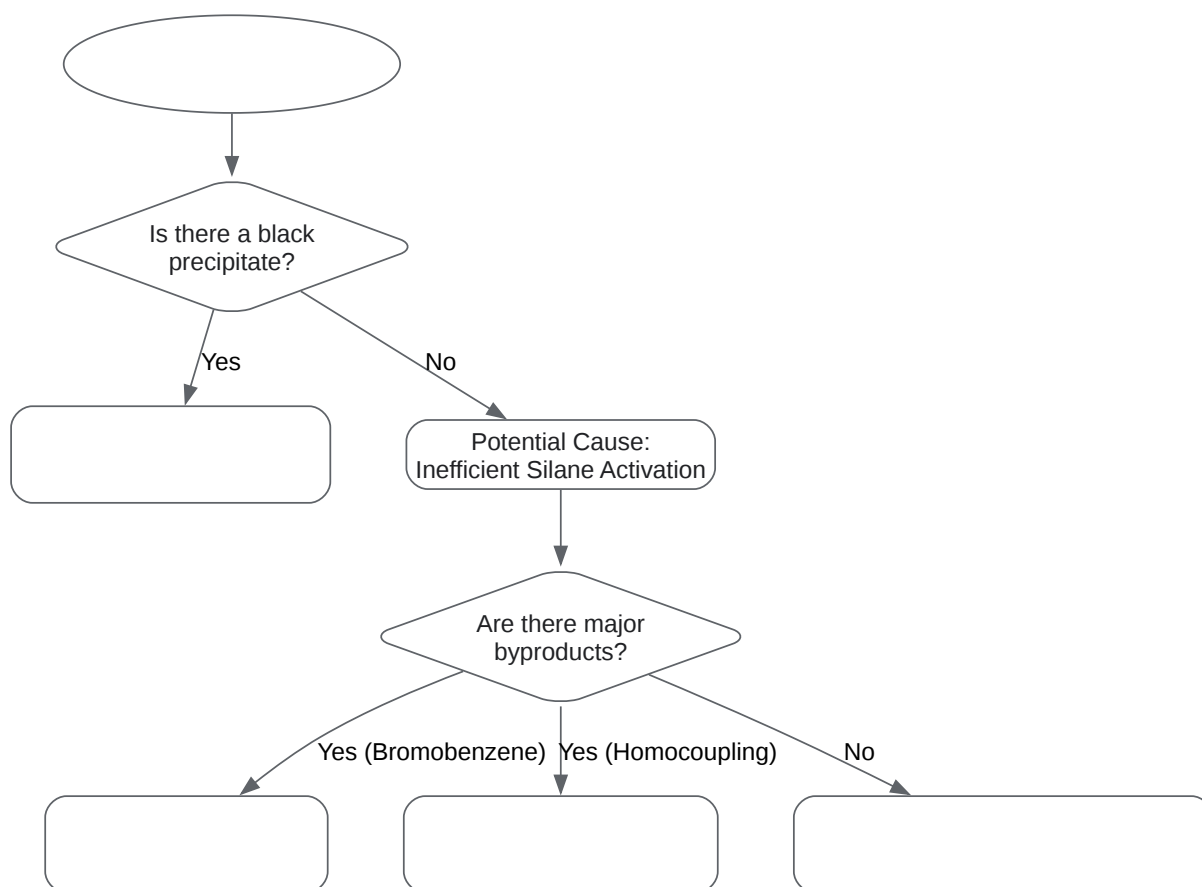 Is there a black
precipitate?
Yes
No
Potential Cause:
Inefficient Silane Activation
Are there major
byproducts?
Yes (Bromobenzene)
Yes (Homocoupling)
No